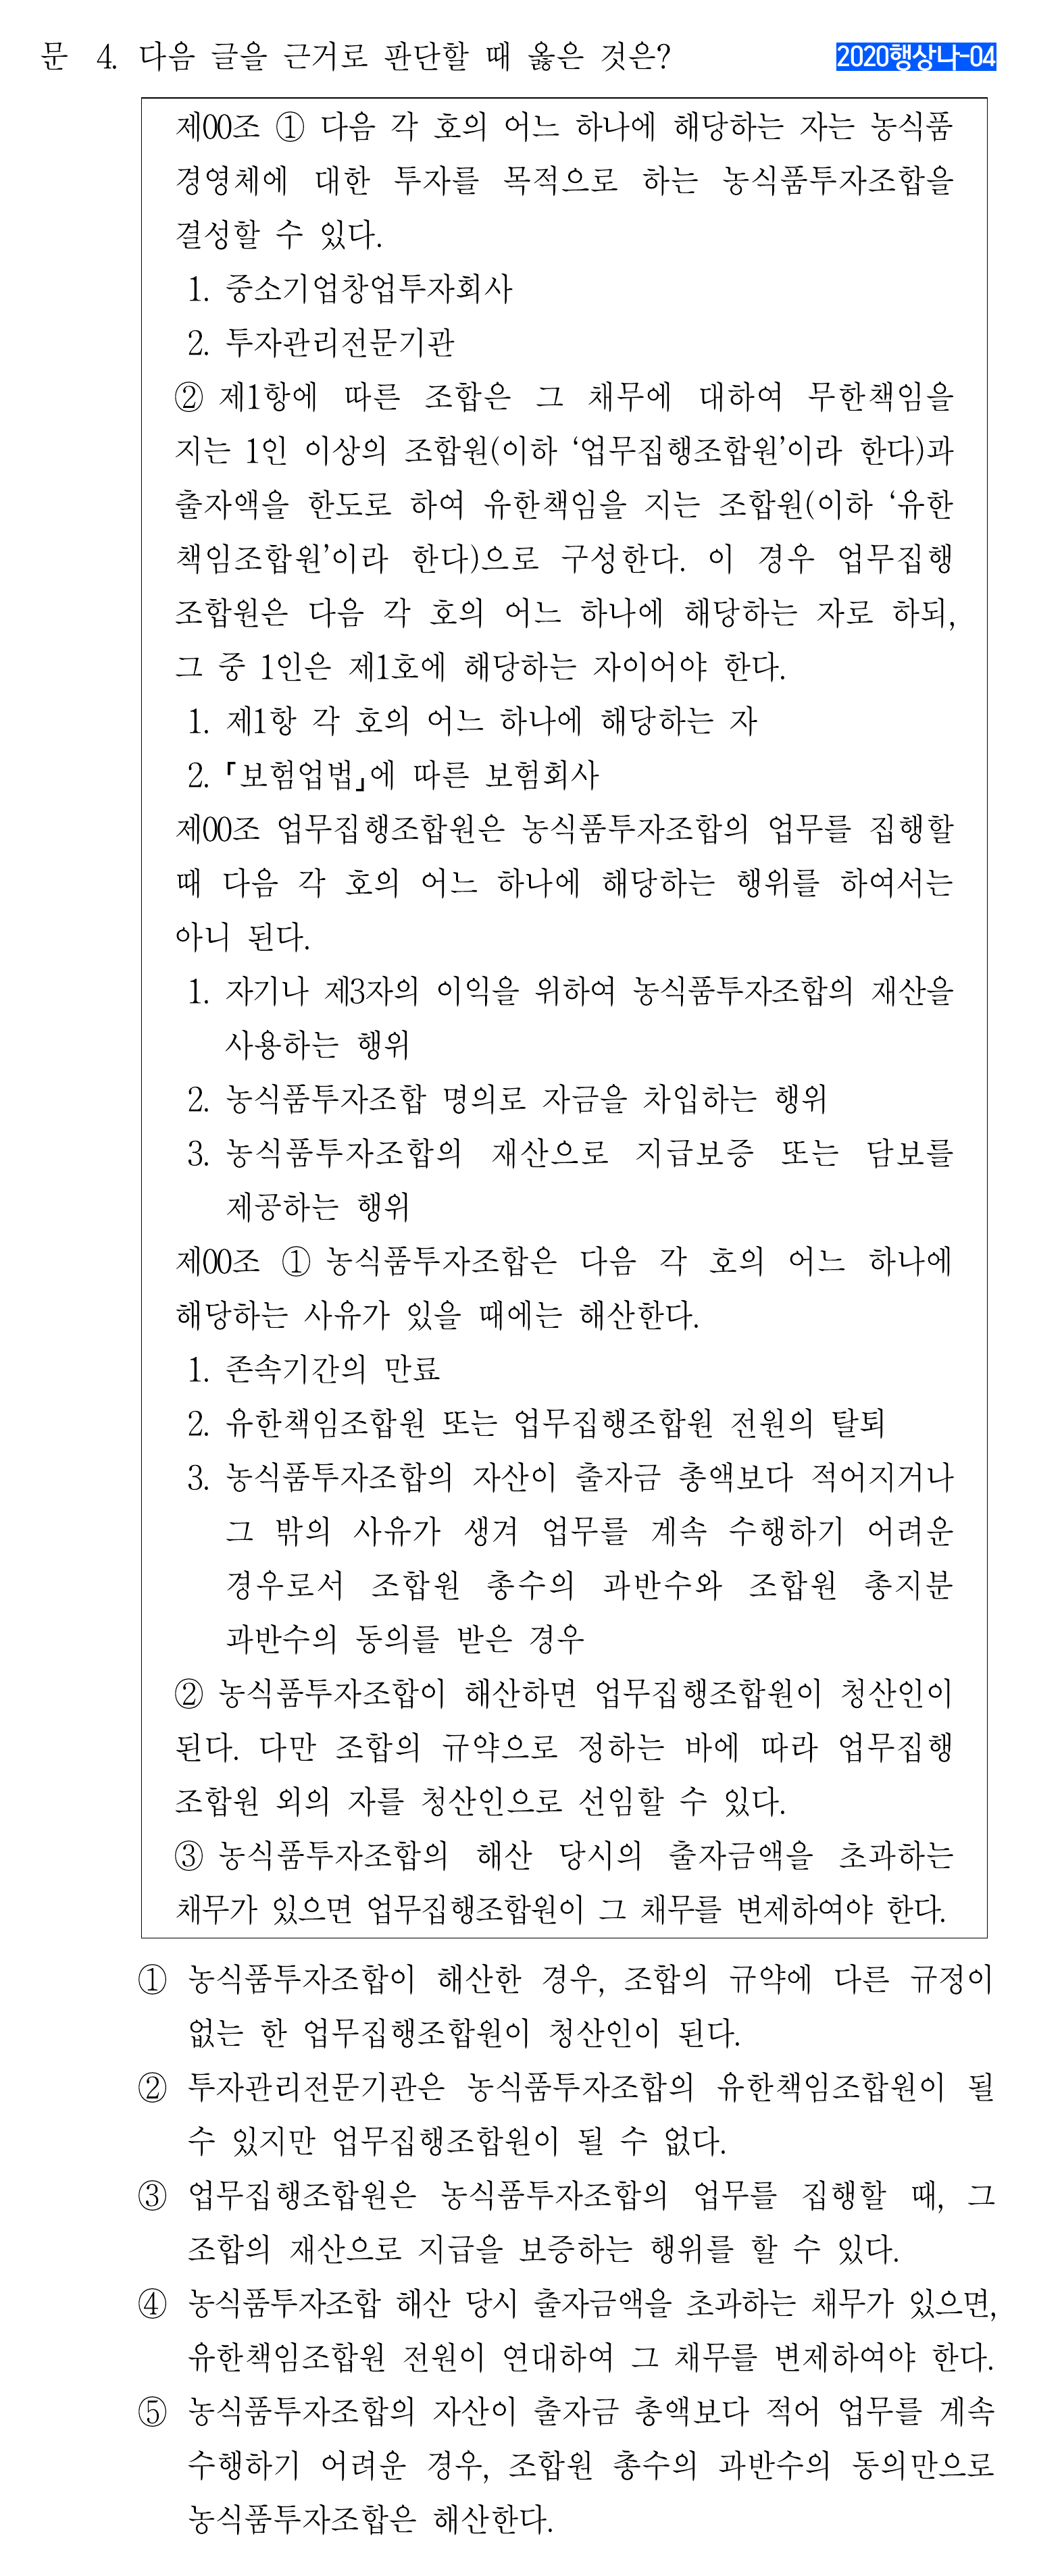 문 4. 다음 글을 근거로 판단할 때 옳은 것은?
2020행상나-04
제00조 ① 다음 각 호의 어느 하나에 해당하는 자는 농식품
경영체에 대한 투자를 목적으로 하는 농식품투자조합을
결성할 수 있다.
1. 중소기업창업투자회사
2. 투자관리전문기관
② 제1항에 따른 조합은 그 채무에 대하여 무한책임을
지는 1인 이상의 조합원(이하 ‘업무집행조합원’이라 한다)과
출자액을 한도로 하여 유한책임을 지는 조합원(이하 ‘유한
책임조합원’이라 한다)으로 구성한다. 이 경우 업무집행
조합원은 다음 각 호의 어느 하나에 해당하는 자로 하되,
그 중 1인은 제1호에 해당하는 자이어야 한다.
1. 제1항 각 호의 어느 하나에 해당하는 자
2. 「보험업법」에 따른 보험회사
제00조 업무집행조합원은 농식품투자조합의 업무를 집행할
때 다음 각 호의 어느 하나에 해당하는 행위를 하여서는
아니 된다.
1. 자기나 제3자의 이익을 위하여 농식품투자조합의 재산을
사용하는 행위
2. 농식품투자조합 명의로 자금을 차입하는 행위
3. 농식품투자조합의 재산으로 지급보증 또는 담보를
제공하는 행위
제00조 ① 농식품투자조합은 다음 각 호의 어느 하나에
해당하는 사유가 있을 때에는 해산한다.
1. 존속기간의 만료
2. 유한책임조합원 또는 업무집행조합원 전원의 탈퇴
3. 농식품투자조합의 자산이 출자금 총액보다 적어지거나
그 밖의 사유가 생겨 업무를 계속 수행하기 어려운
경우로서 조합원 총수의 과반수와 조합원 총지분
과반수의 동의를 받은 경우
② 농식품투자조합이 해산하면 업무집행조합원이 청산인이
된다. 다만 조합의 규약으로 정하는 바에 따라 업무집행
조합원 외의 자를 청산인으로 선임할 수 있다.
③ 농식품투자조합의 해산 당시의 출자금액을 초과하는
채무가 있으면 업무집행조합원이 그 채무를 변제하여야 한다.
① 농식품투자조합이 해산한 경우, 조합의 규약에 다른 규정이
없는 한 업무집행조합원이 청산인이 된다.
② 투자관리전문기관은 농식품투자조합의 유한책임조합원이 될
수 있지만 업무집행조합원이 될 수 없다.
③ 업무집행조합원은 농식품투자조합의 업무를 집행할 때, 그
조합의 재산으로 지급을 보증하는 행위를 할 수 있다.
④ 농식품투자조합 해산 당시 출자금액을 초과하는 채무가 있으면,
유한책임조합원 전원이 연대하여 그 채무를 변제하여야 한다.
⑤ 농식품투자조합의 자산이 출자금 총액보다 적어 업무를 계속
수행하기 어려운 경우, 조합원 총수의 과반수의 동의만으로
농식품투자조합은 해산한다.